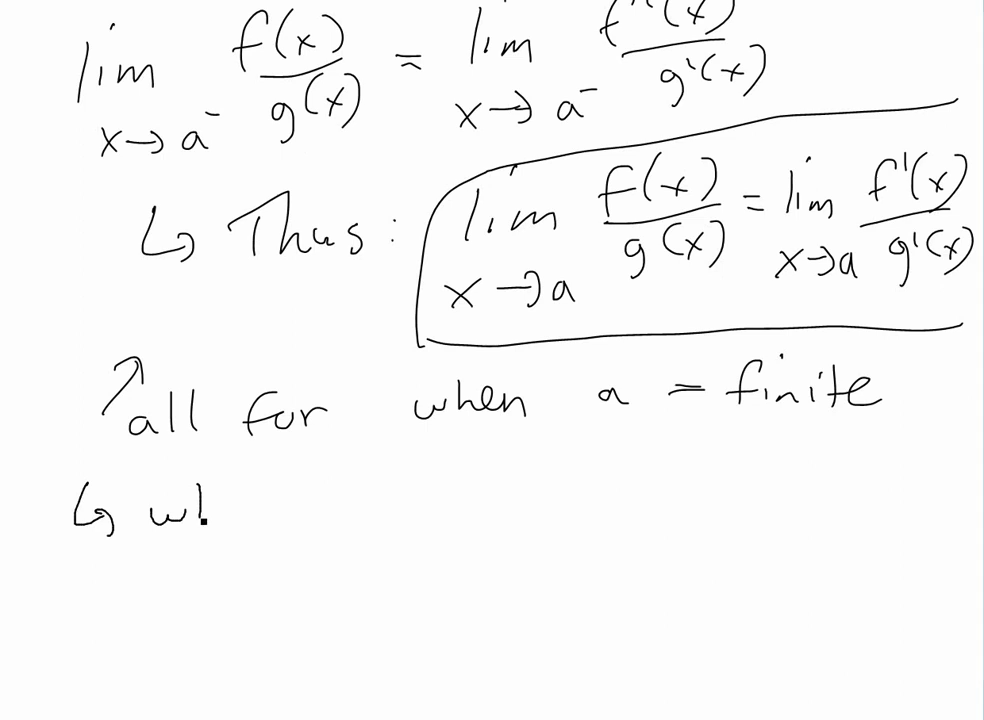 lim x→a⁻ f(x)/g(x) = lim x→a⁻ f'(x)/g'(x)
↳ Thus: lim x→a f(x)/g(x) = lim x→a f'(x)/g'(x)
↗ all for when a = finite
↳ w